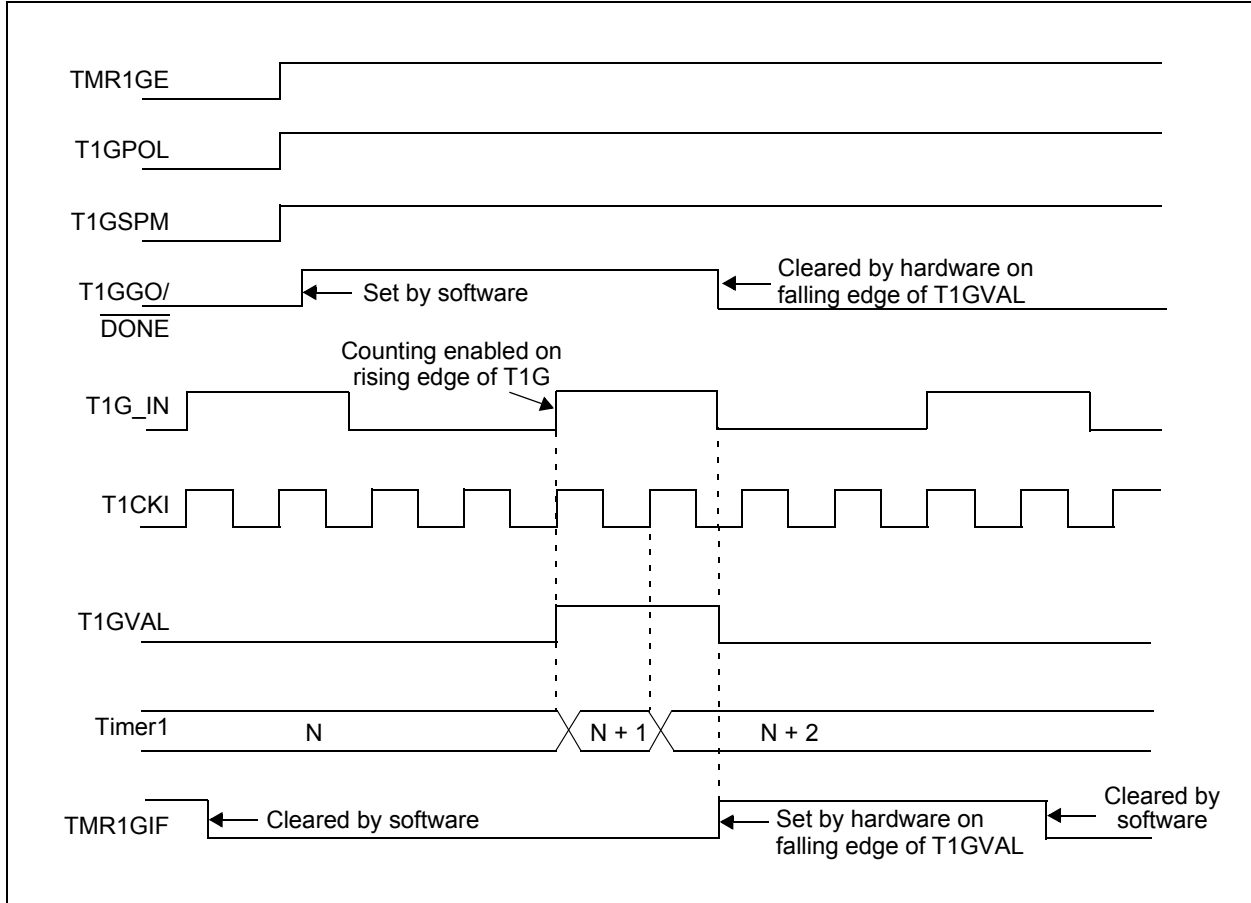 TMR1GE
T1GPOL
T1GSPM
T1GGO/
DONE
Set by software
Cleared by hardware on
falling edge of T1GVAL
Counting enabled on
rising edge of T1G
T1G_IN
T1CKI
T1GVAL
Timer1
N
N + 1
N + 2
TMR1GIF
Cleared by software
Set by hardware on
falling edge of T1GVAL
Cleared by
software